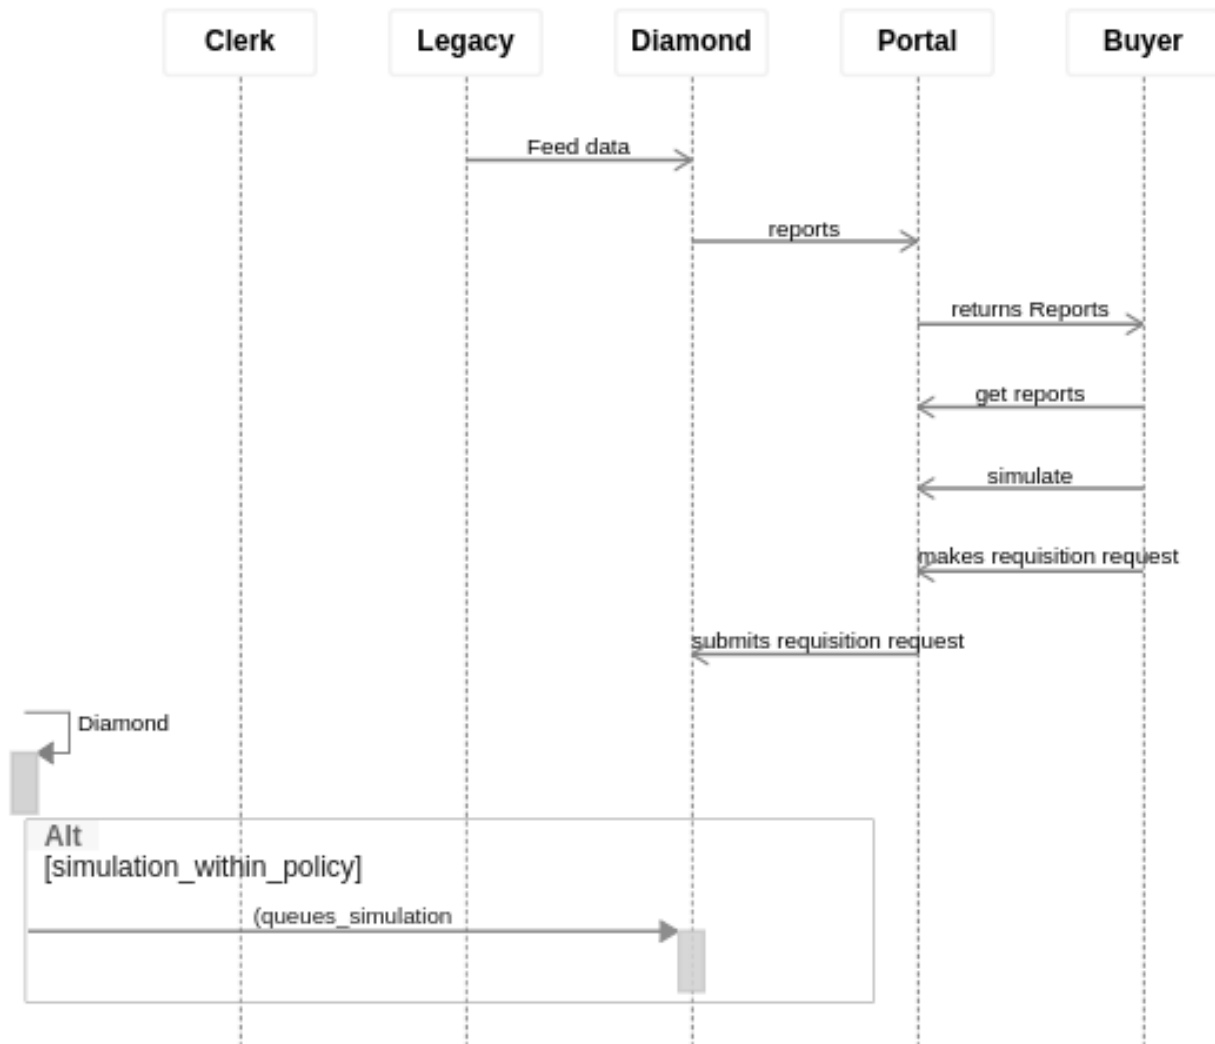 Clerk
Legacy
Diamond
Portal
Buyer
Feed data
reports
returns Reports
get reports
simulate
makes requisition request
submits requisition request
Diamond
Alt
[simulation_within_policy]
(queues_simulation